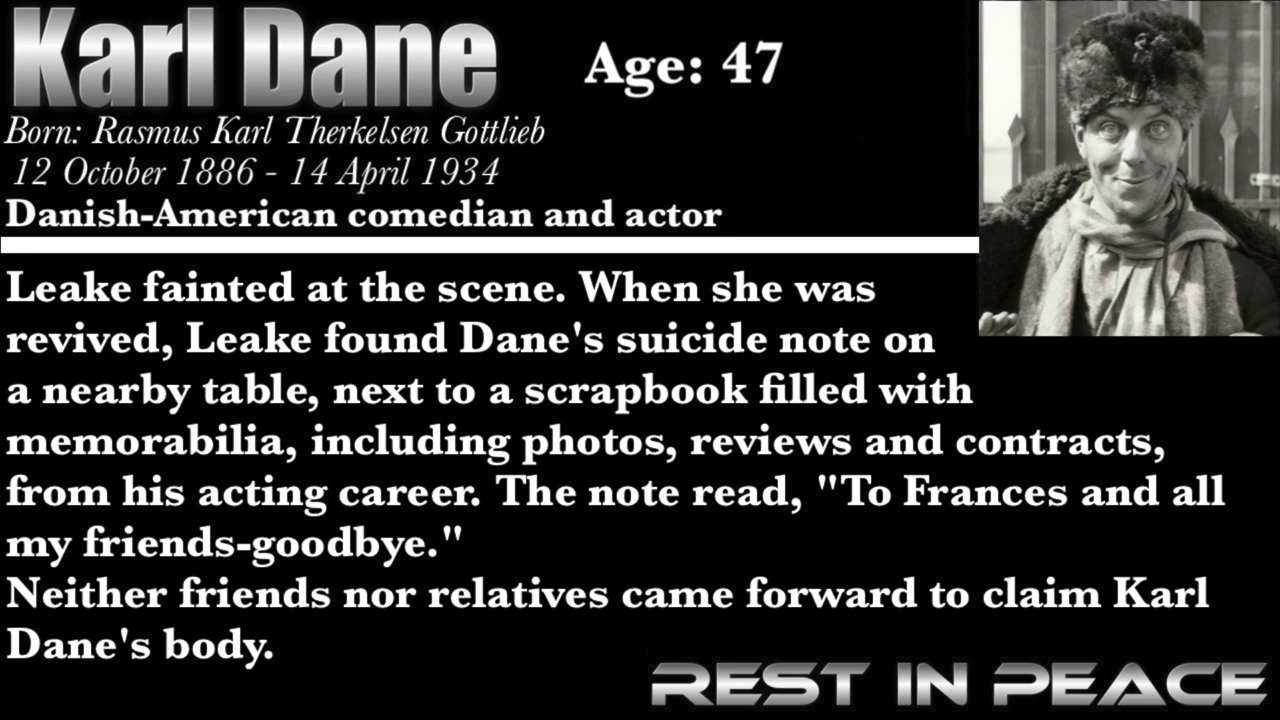 Karl Dane
Age: 47
Born: Rasmus Karl Therkelsen Gottlieb
12 October 1886 - 14 April 1934
Danish-American comedian and actor
Leake fainted at the scene. When she was
revived, Leake found Dane's suicide note on
a nearby table, next to a scrapbook filled with
memorabilia, including photos, reviews and contracts,
from his acting career. The note read, "To Frances and all
my friends-goodbye."
Neither friends nor relatives came forward to claim Karl
Dane's body.
REST IN PEACE